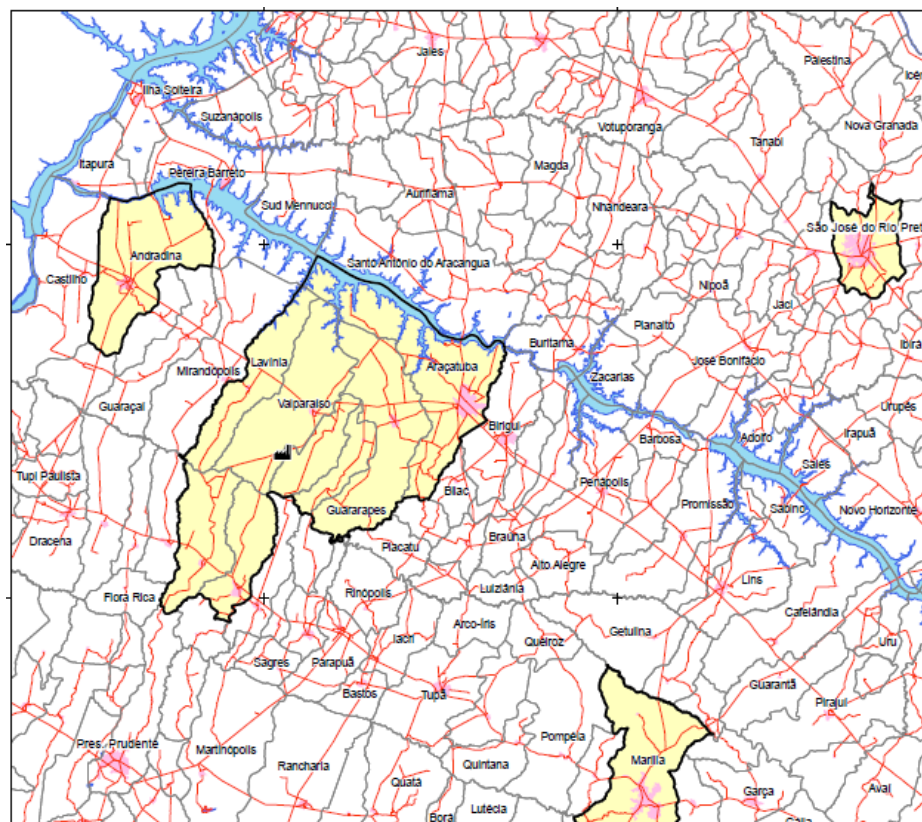 Jales
Palestina
Icé
Ilha Solteira
Suzanápolis
Votuporanga
Nova Granada
Tanabi
Itapura
Pereira Barreto
Magda
Auriflama
Sud Mennucci
Nhandeara
São José do Rio Pret
Andradina
Castilho
Santo Antônio do Aracanguá
Nipoã
Jaci
Planalto
Buritama
Ibirá
Lavínia
Mirandópolis
Araçatuba
José Bonifácio
Zacarias
Guaraçaí
Valparaíso
Urupês
Birigui
Barbosa
Adolfo
Irapuã
Sales
Tupi Paulista
Bilac
Penápolis
Guararapes
Promissão
Sabino
Novo Horizonte
Dracena
Braúna
Piacatu
Alto Alegre
Luiziânia
Lins
Flora Rica
Rinópolis
Cafelândia
Arco-Íris
Iacri
Queiroz
Getulina
Uru
Sagres
Parapuã
Guarantã
Bastos
Tupã
Pirajuí
Pres. Prudente
Martinópolis
Pompéia
Rancharia
Quintana
Marília
Quatá
Garça
Avaí
Borá
Lutécia